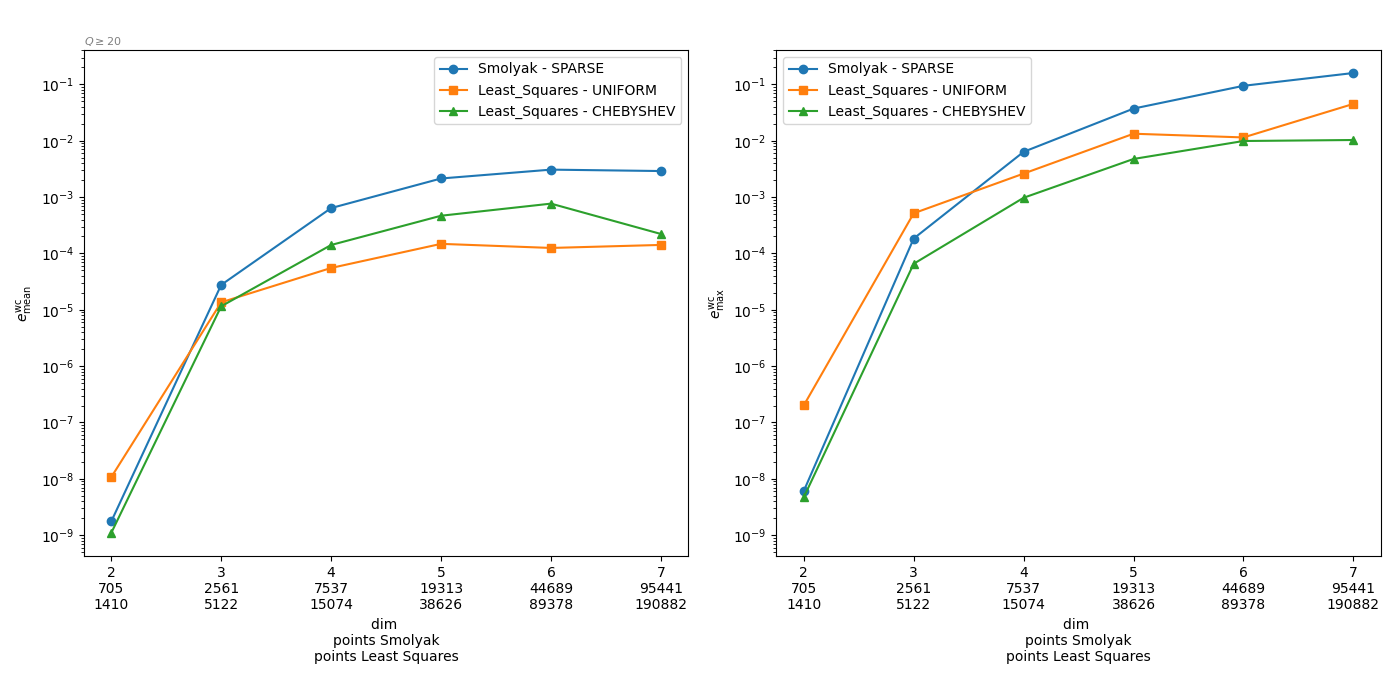 Q ≥ 20
Smolyak - SPARSE
Least_Squares - UNIFORM
Least_Squares - CHEBYSHEV
10⁻¹
10⁻²
10⁻³
10⁻⁴
10⁻⁵
10⁻⁶
10⁻⁷
10⁻⁸
10⁻⁹
e^wc_mean
2 3 4 5 6 7
705 2561 7537 19313 44689 95441
1410 5122 15074 38626 89378 190882
dim
points Smolyak
points Least Squares
Smolyak - SPARSE
Least_Squares - UNIFORM
Least_Squares - CHEBYSHEV
10⁻¹
10⁻²
10⁻³
10⁻⁴
10⁻⁵
10⁻⁶
10⁻⁷
10⁻⁸
10⁻⁹
e^wc_max
2 3 4 5 6 7
705 2561 7537 19313 44689 95441
1410 5122 15074 38626 89378 190882
dim
points Smolyak
points Least Squares